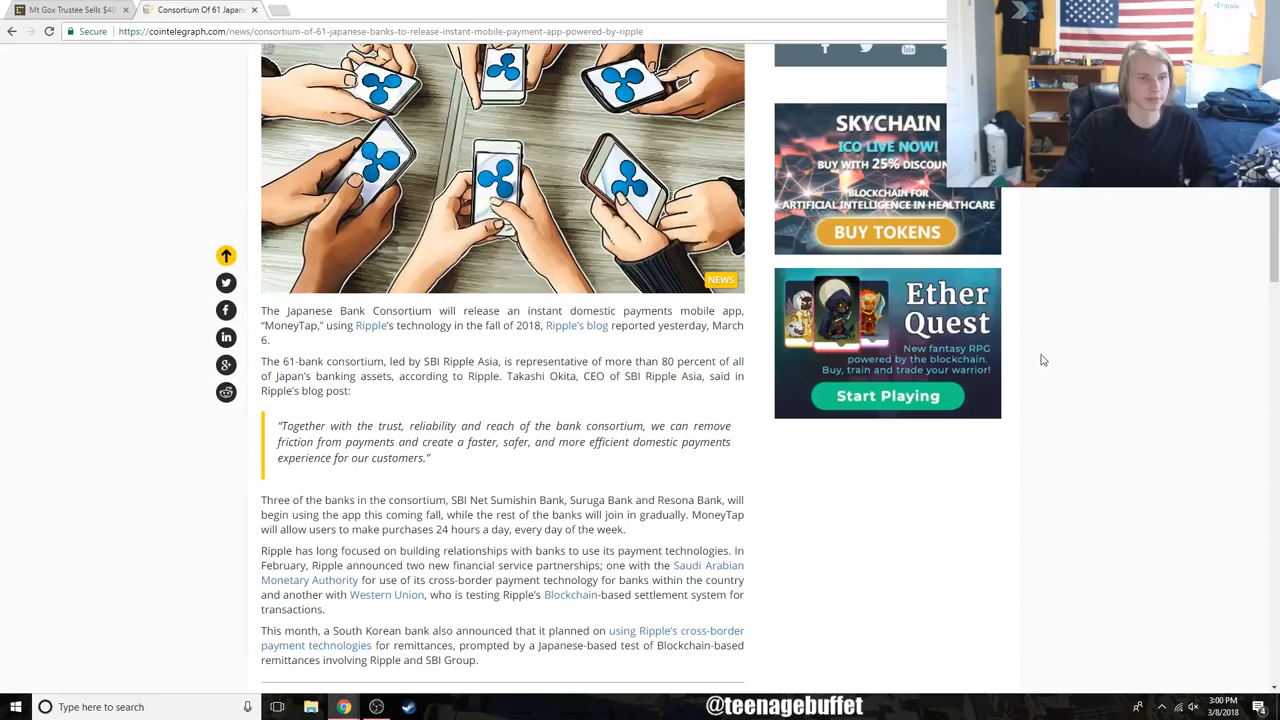 Mt Gox Trustee Sells $40
Consortium Of 61 Japan
Secure
https://cointelegraph.com/news/consortium-of-61-japanese-banks-to-release-instant-mobile-payment-app-powered-by-ripple
ripple
SKYCHAIN
ICO LIVE NOW!
BUY WITH 25% DISCOUN
BLOCKCHAIN FOR
ARTIFICIAL INTELLIGENCE IN HEALTHCARE
BUY TOKENS
NEWS
Ether
Quest
New fantasy RPG
powered by the blockchain.
Buy, train and trade your warrior!
Start Playing
The Japanese Bank Consortium will release an instant domestic payments mobile app,
“MoneyTap,” using Ripple’s technology in the fall of 2018, Ripple’s blog reported yesterday, March
6.
The 61-bank consortium, led by SBI Ripple Asia, is representative of more than 80 percent of all
of Japan’s banking assets, according to Ripple. Takashi Okita, CEO of SBI Ripple Asia, said in
Ripple’s blog post:
“Together with the trust, reliability and reach of the bank consortium, we can remove
friction from payments and create a faster, safer, and more efficient domestic payments
experience for our customers.”
Three of the banks in the consortium, SBI Net Sumishin Bank, Suruga Bank and Resona Bank, will
begin using the app this coming fall, while the rest of the banks will join in gradually. MoneyTap
will allow users to make purchases 24 hours a day, every day of the week.
Ripple has long focused on building relationships with banks to use its payment technologies. In
February, Ripple announced two new financial service partnerships; one with the Saudi Arabian
Monetary Authority for use of its cross-border payment technology for banks within the country
and another with Western Union, who is testing Ripple’s Blockchain-based settlement system for
transactions.
This month, a South Korean bank also announced that it planned on using Ripple’s cross-border
payment technologies for remittances, prompted by a Japanese-based test of Blockchain-based
remittances involving Ripple and SBI Group.
Type here to search
@teenagebuffet
3:00 PM
3/8/2018